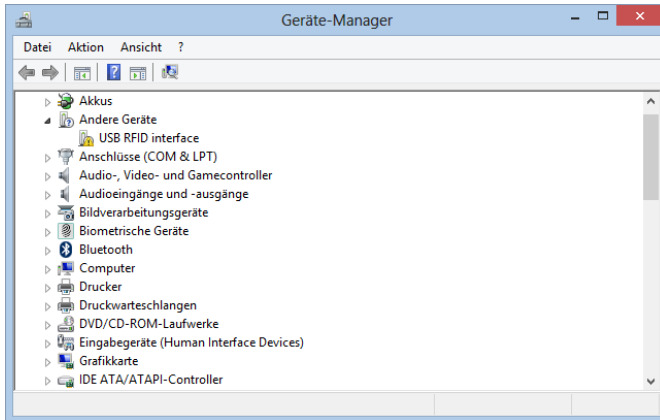 Geräte-Manager
Datei Aktion Ansicht ?
Akkus
Andere Geräte
USB RFID interface
Anschlüsse (COM & LPT)
Audio-, Video- und Gamecontroller
Audioeingänge und -ausgänge
Bildverarbeitungsgeräte
Biometrische Geräte
Bluetooth
Computer
Drucker
Druckwarteschlangen
DVD/CD-ROM-Laufwerke
Eingabegeräte (Human Interface Devices)
Grafikkarte
IDE ATA/ATAPI-Controller